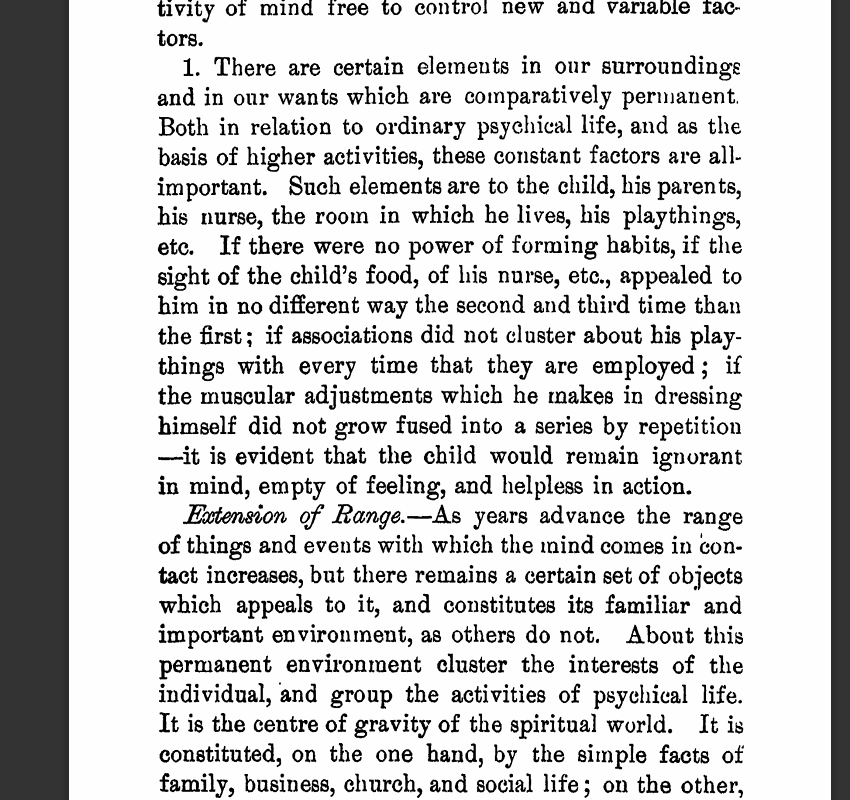 tivity of mind free to control new and variable fac-
tors.
1. There are certain elements in our surroundings
and in our wants which are comparatively permanent.
Both in relation to ordinary psychical life, and as the
basis of higher activities, these constant factors are all-
important. Such elements are to the child, his parents,
his nurse, the room in which he lives, his playthings,
etc. If there were no power of forming habits, if the
sight of the child's food, of his nurse, etc., appealed to
him in no different way the second and third time than
the first; if associations did not cluster about his play-
things with every time that they are employed; if
the muscular adjustments which he makes in dressing
himself did not grow fused into a series by repetition
—it is evident that the child would remain ignorant
in mind, empty of feeling, and helpless in action.
Extension of Range.—As years advance the range
of things and events with which the mind comes in con-
tact increases, but there remains a certain set of objects
which appeals to it, and constitutes its familiar and
important environment, as others do not. About this
permanent environment cluster the interests of the
individual, and group the activities of psychical life.
It is the centre of gravity of the spiritual world. It is
constituted, on the one hand, by the simple facts of
family, business, church, and social life; on the other,